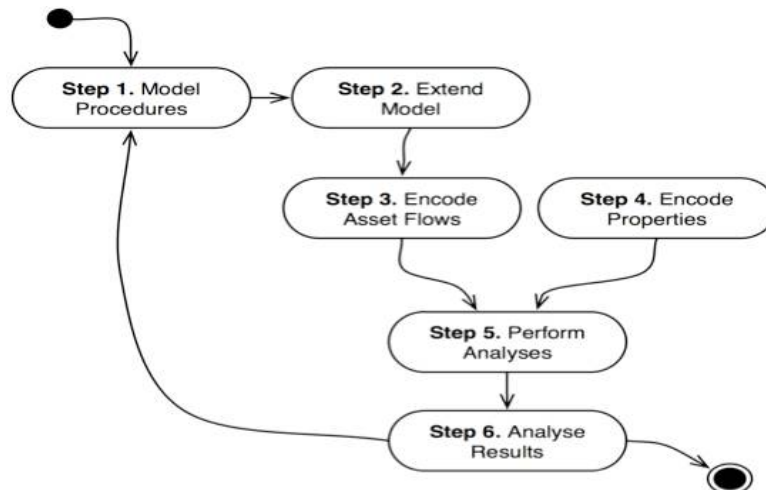 Step 1. Model
Procedures
Step 2. Extend
Model
Step 3. Encode
Asset Flows
Step 4. Encode
Properties
Step 5. Perform
Analyses
Step 6. Analyse
Results